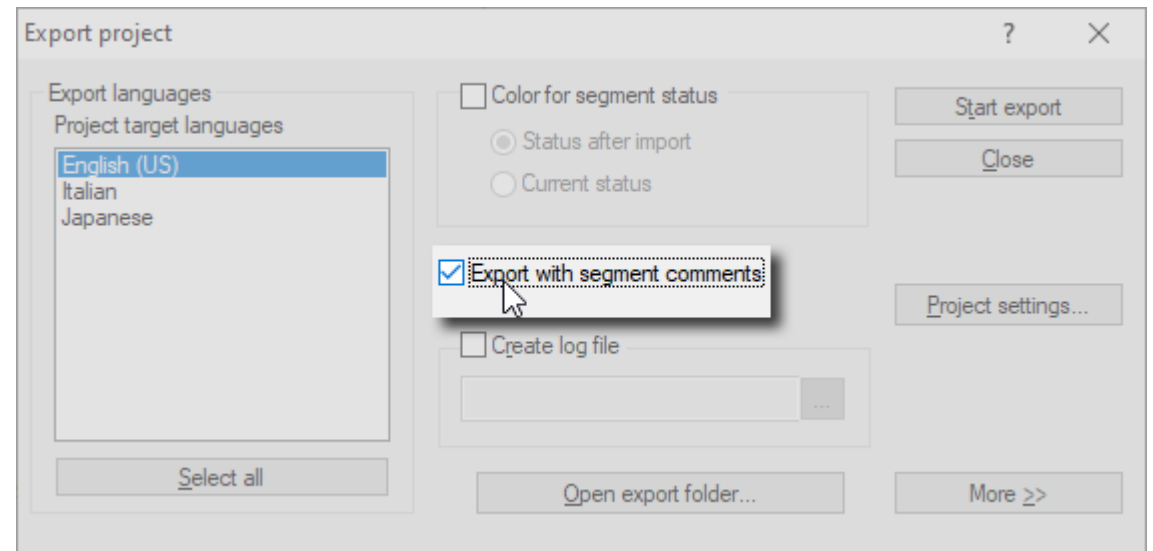 Export project
?
Export languages
Project target languages
English (US)
Italian
Japanese
Select all
Color for segment status
Status after import
Current status
Export with segment comments
Create log file
...
Open export folder...
Start export
Close
Project settings...
More >>